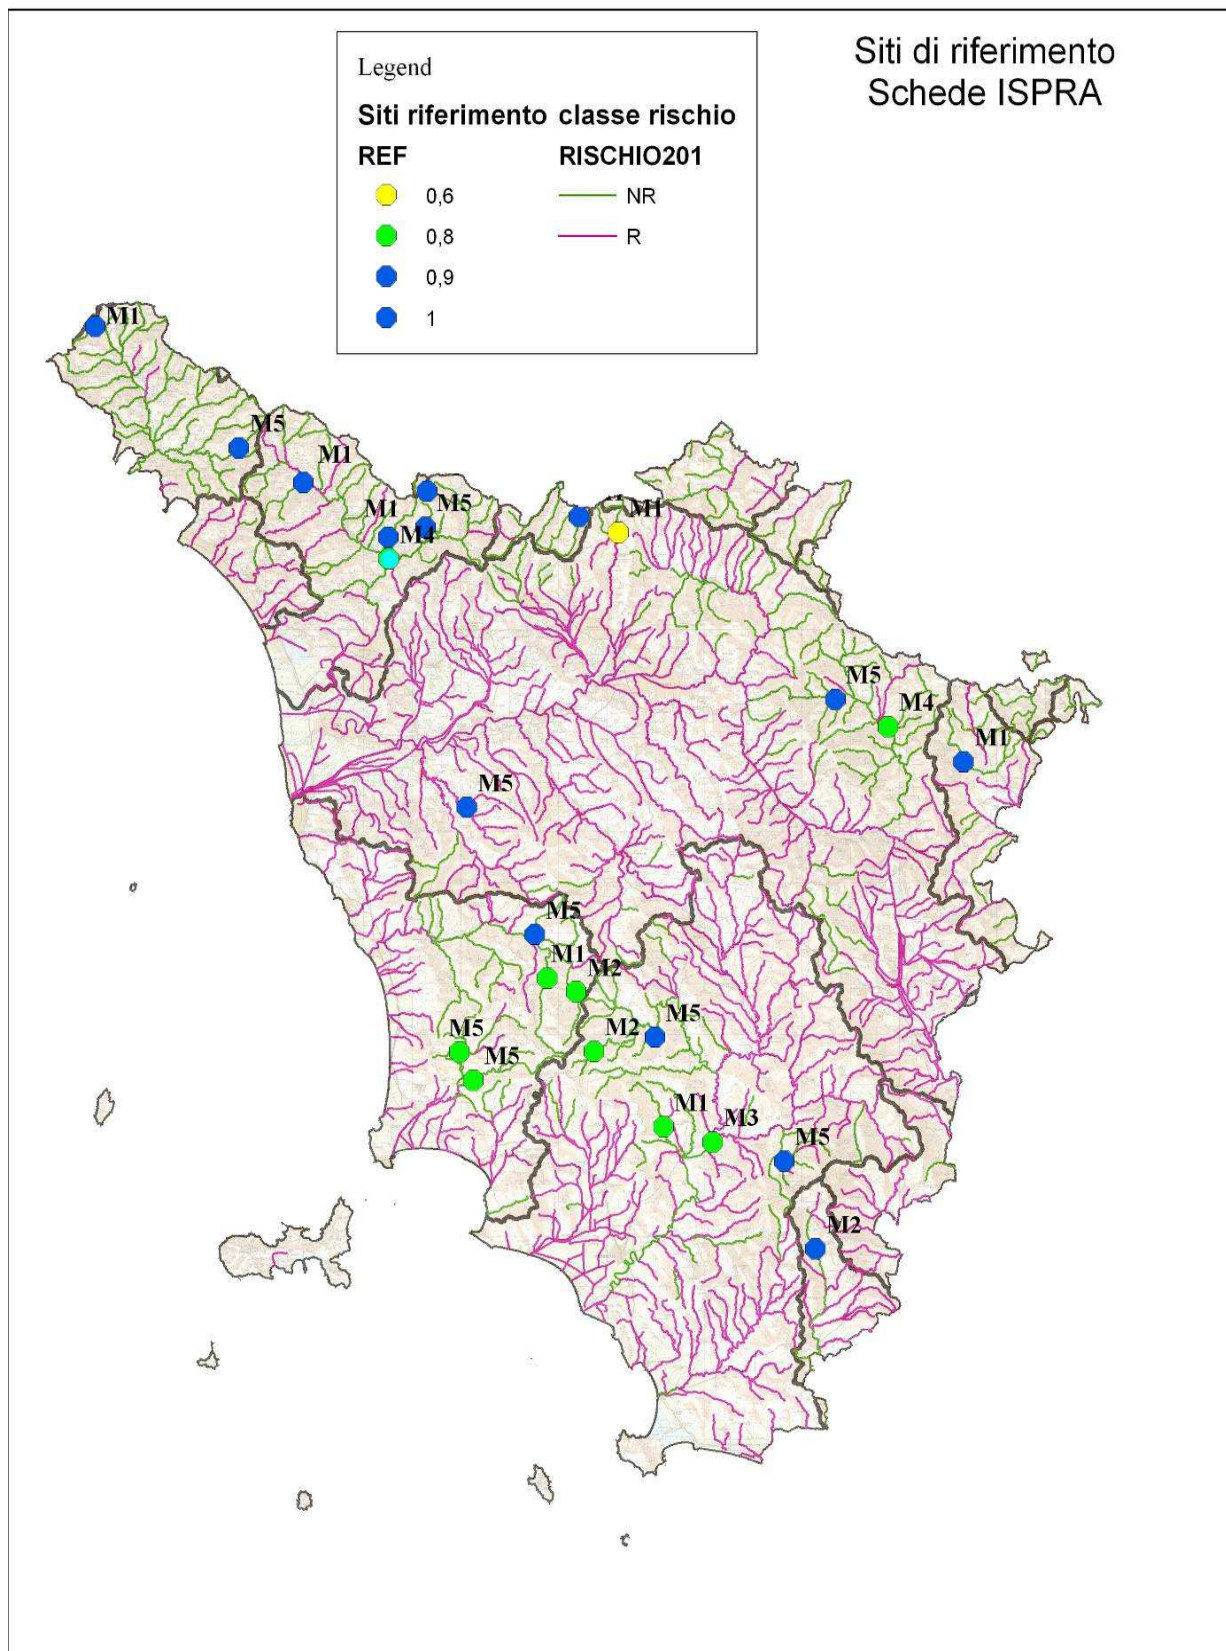 Siti di riferimento
Schede ISPRA
Legend
Siti riferimento classe rischio
REF RISCHIO201
0,6 NR
0,8 R
0,9
1
M1
M5
M1
M5
M1
M1
M4
M5
M4
M1
M5
M5
M1
M2
M5
M2
M5
M5
M1
M3
M5
M2